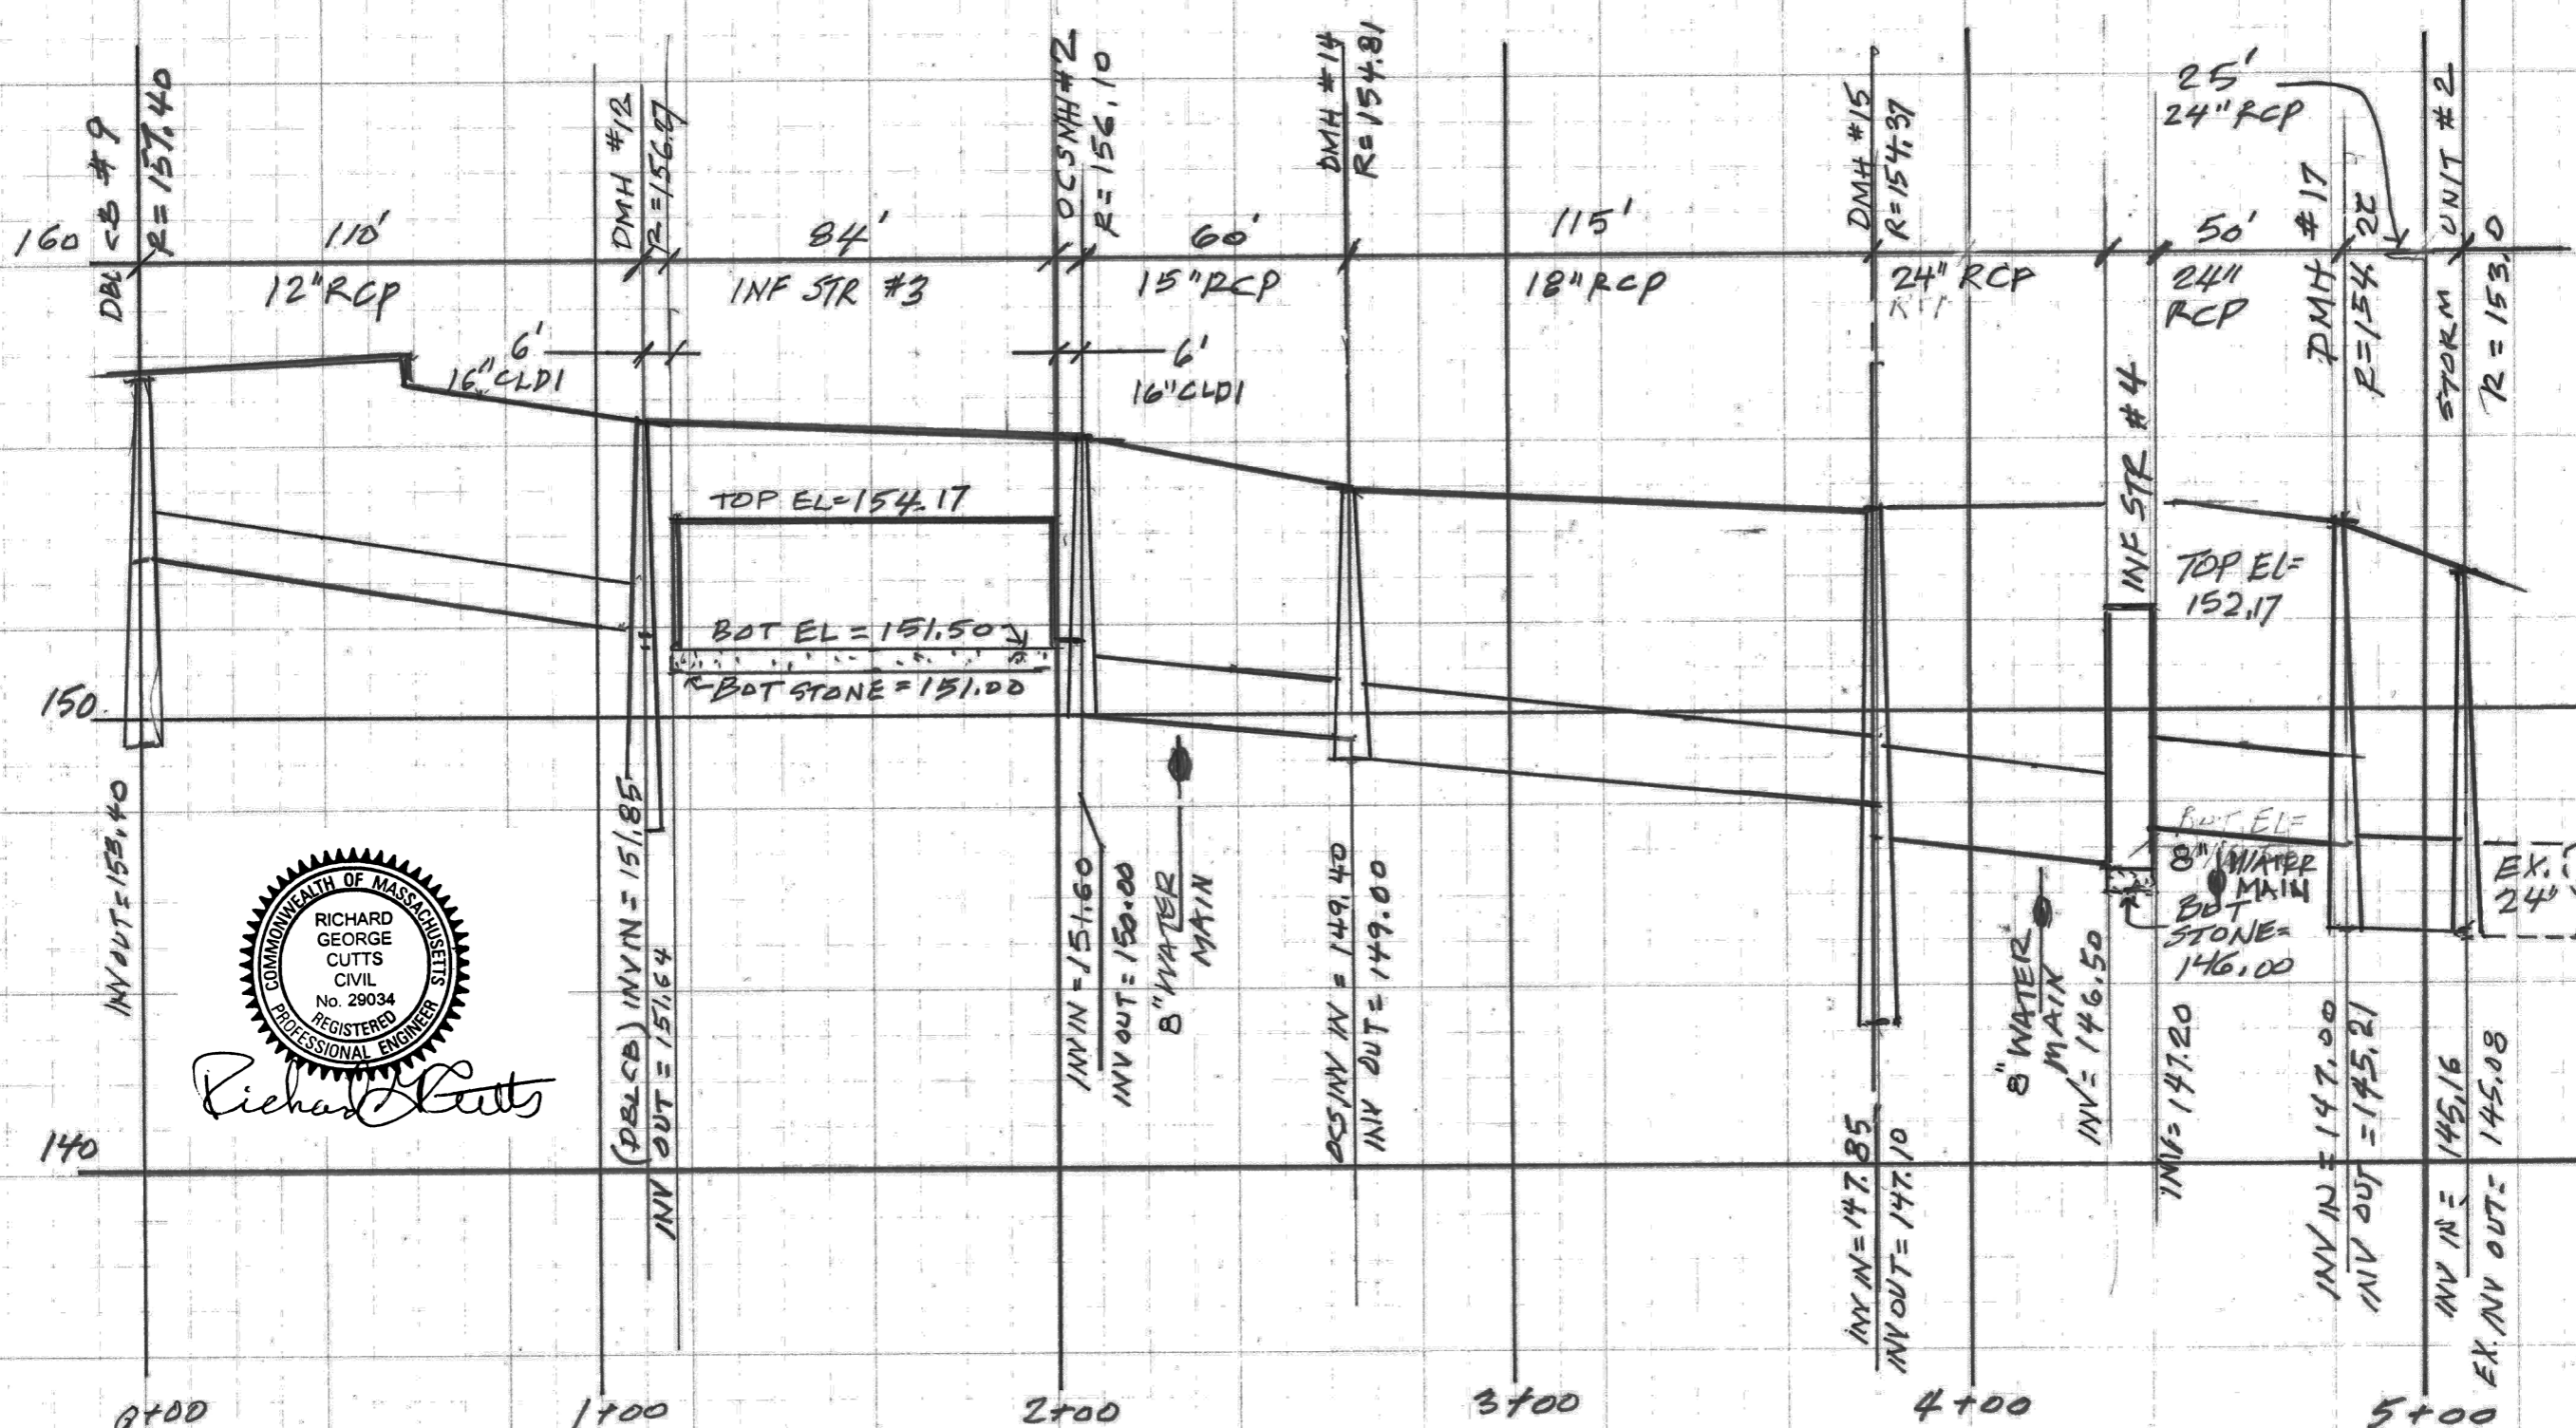 DBL CB #9
R=157.40
160
110'
12" RCP
DMH #12
R=156.27
84'
INF STR #3
OCSMH #2
R=156.10
60'
15" RCP
DMH #14
R=154.81
115'
18" RCP
DMH #15
R=154.37
24" RCP
25'
24" RCP
50'
24"
RCP
DMH #17
R=154.22
STORM UNIT #2
R=153.0
6'
16" CLDI
6'
16" CLDI
INF STR #4
TOP EL=154.17
BOT EL=151.50
BOT STONE=151.00
TOP EL=
152.17
BOT EL=
8" WATER
MAIN
BOT
STONE=
146.00
EX.
24"
150
INV OUT=153.40
(DBL CB) INV IN=151.85
INV OUT=151.64
INV IN=151.60
INV OUT=150.00
8" WATER
MAIN
OCS, INV IN=149.40
INV OUT=149.00
INV IN=147.85
INV OUT=147.10
8" WATER
MAIN
INV=146.50
INV=147.20
INV IN=147.00
INV OUT=145.21
INV IN=145.16
EX. INV OUT=145.08
COMMONWEALTH OF MASSACHUSETTS
RICHARD
GEORGE
CUTTS
CIVIL
No. 29034
REGISTERED
PROFESSIONAL ENGINEER
Richard G Cutts
140
0+00
1+00
2+00
3+00
4+00
5+00